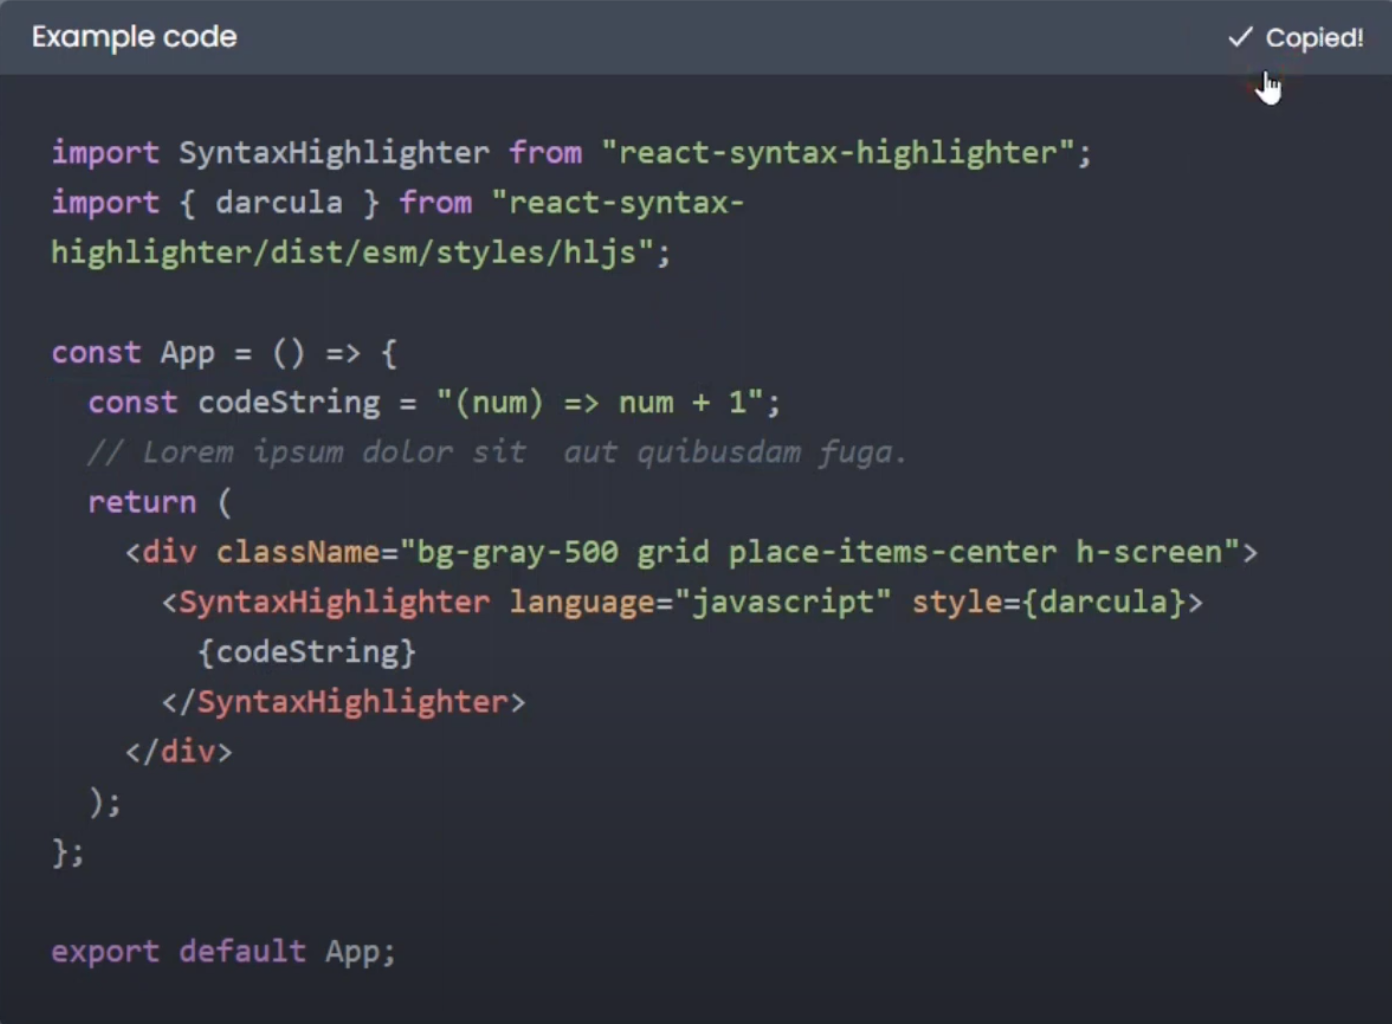 Example code
Copied!
import SyntaxHighlighter from "react-syntax-highlighter";
import { darcula } from "react-syntax-
highlighter/dist/esm/styles/hljs";
const App = () => {
  const codeString = "(num) => num + 1";
  // Lorem ipsum dolor sit  aut quibusdam fuga.
  return (
    <div className="bg-gray-500 grid place-items-center h-screen">
      <SyntaxHighlighter language="javascript" style={darcula}>
        {codeString}
      </SyntaxHighlighter>
    </div>
  );
};
export default App;